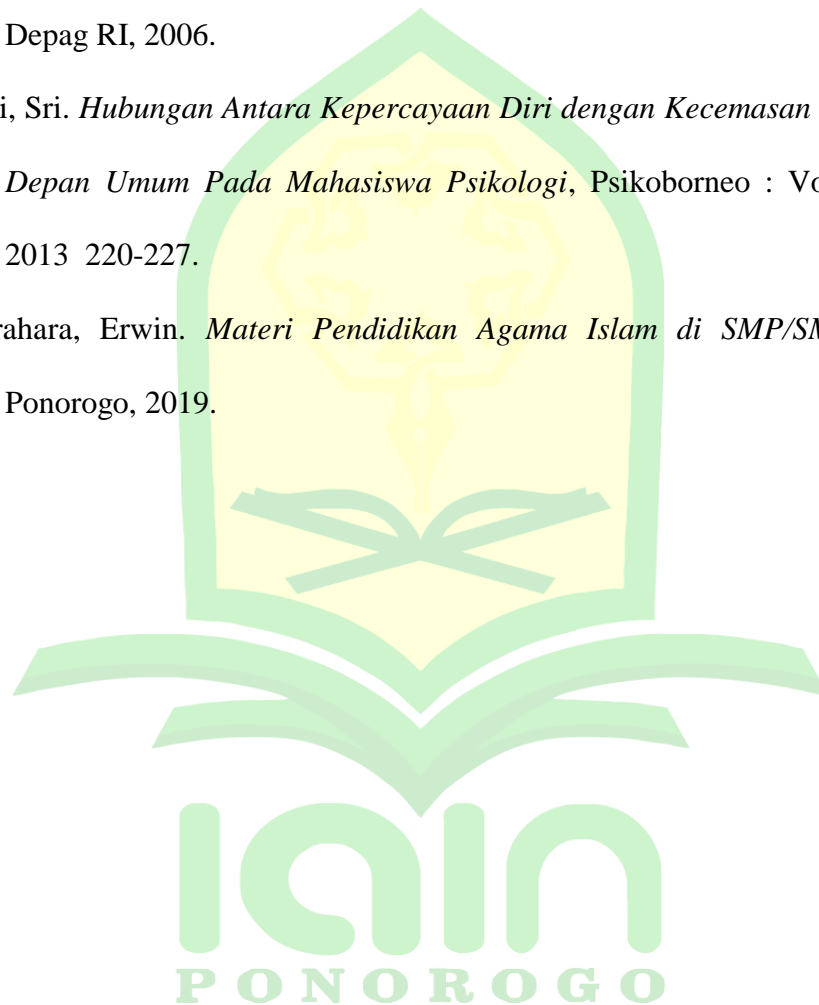 Depag RI, 2006.
i, Sri. Hubungan Antara Kepercayaan Diri dengan Kecemasan
Depan Umum Pada Mahasiswa Psikologi, Psikoborneo : Vo
2013 220-227.
rahara, Erwin. Materi Pendidikan Agama Islam di SMP/SM
Ponorogo, 2019.
iain
PONOROGO